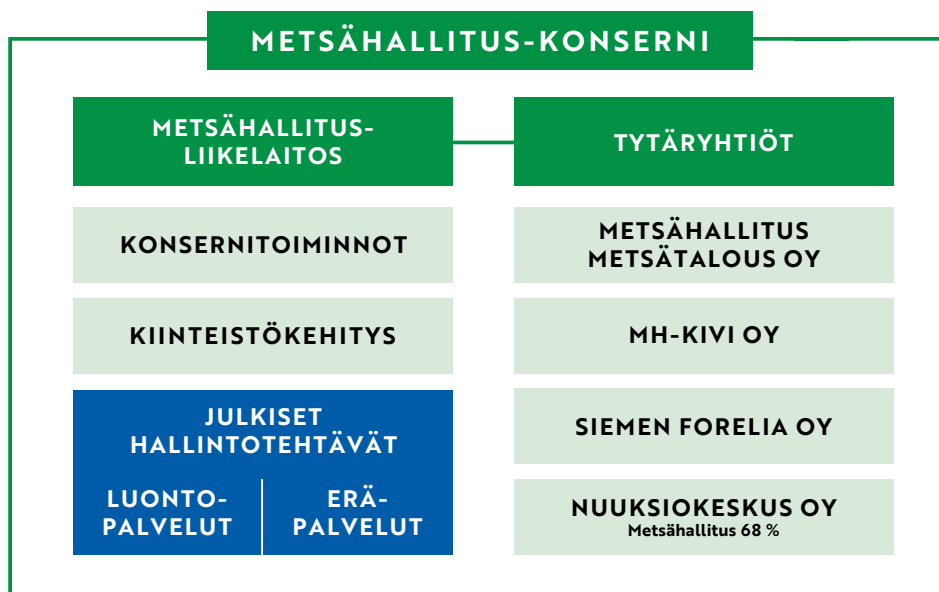 METSÄHALLITUS-KONSERNI
METSÄHALLITUS-
LIIKELAITOS
KONSERNITOIMINNOT
KIINTEISTÖKEHITYS
JULKISET
HALLINTOTEHTÄVÄT
LUONTO-
PALVELUT
ERÄ-
PALVELUT
TYTÄRYHTIÖT
METSÄHALLITUS
METSÄTALOUS OY
MH-KIVI OY
SIEMEN FORELIA OY
NUUKSIOKESKUS OY
Metsähallitus 68 %